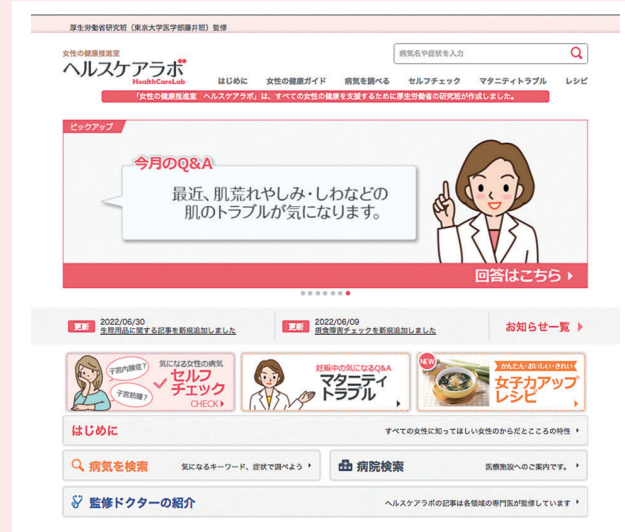 厚生労働省研究班（東京大学医学部藤井班）監修
女性の健康推進室
ヘルスケアラボ
HealthCareLab
病気名や症状を入力
はじめに 女性の健康ガイド 病気を調べる セルフチェック マタニティトラブル レシピ
「女性の健康推進室 ヘルスケアラボ」は、すべての女性の健康を支援するために厚生労働省の研究班が作成しました。
ピックアップ
今月のQ&A
最近、肌荒れやしみ・しわなどの
肌のトラブルが気になります。
回答はこちら
更新 2022/06/30
生理用品に関する記事を新規追加しました
更新 2022/06/09
摂食障害チェックを新規追加しました
お知らせ一覧
子宮内膜症?
子宮筋腫?
気になる女性の病気
セルフ
チェック
CHECK
妊娠中の気になるQ&A
マタニティ
トラブル
NEW
かんたん・おいしい・きれい
女子力アップ
レシピ
はじめに すべての女性に知ってほしい女性のからだとこころの特性
病気を検索 気になるキーワード、症状で調べよう
病院検索 医療施設へのご案内です。
監修ドクターの紹介 ヘルスケアラボの記事は各領域の専門医が監修しています